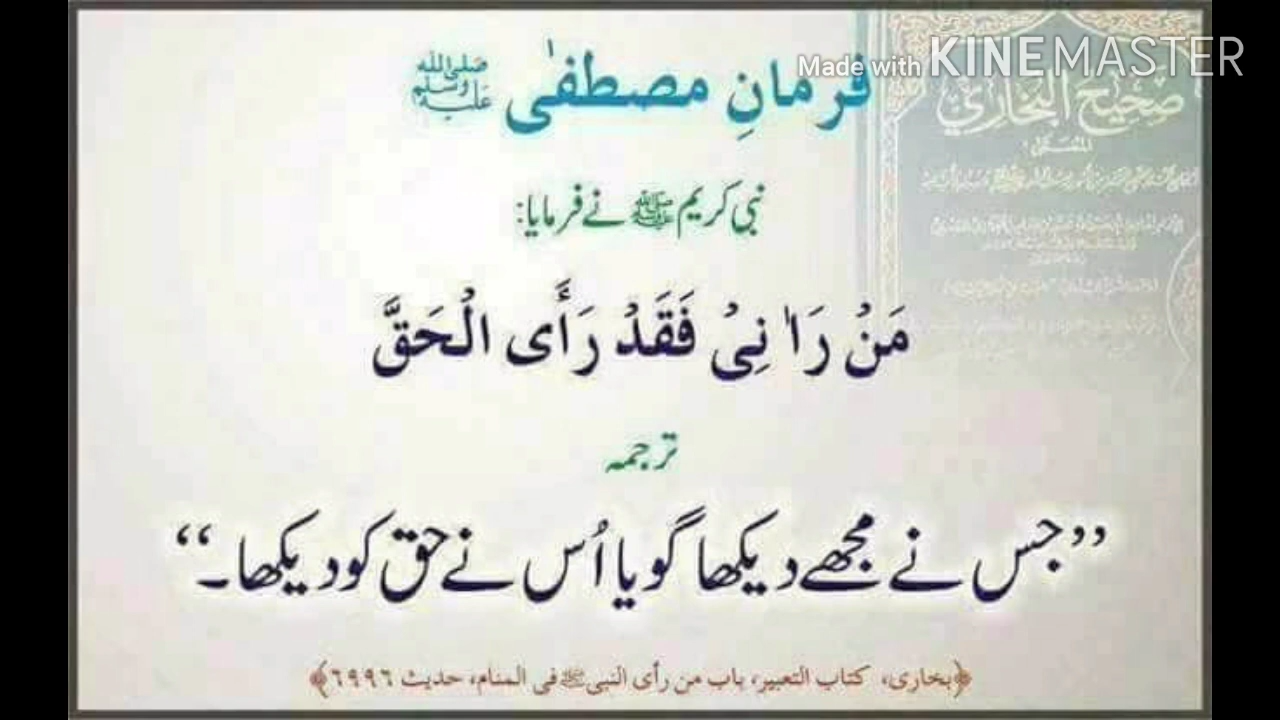 Made with KINEMASTER
فرمانِ مصطفیٰ ﷺ
صحیح البخاري
نبی کریم ﷺ نے فرمایا:
مَنۡ رَاٰنِیۡ فَقَدۡ رَأَی الۡحَقَّ
ترجمہ
”جس نے مجھے دیکھا گویا اُس نے حق کو دیکھا۔“
﴿بخاری، کتاب التعبیر، باب من رأی النبی ﷺ فی المنام، حدیث ٦٩٩٦﴾